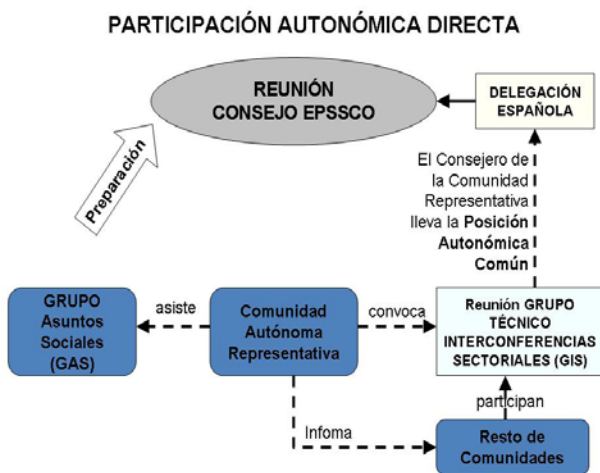 PARTICIPACIÓN AUTONÓMICA DIRECTA
REUNIÓN
CONSEJO EPSSCO
DELEGACIÓN
ESPAÑOLA
Preparación
El Consejero de
la Comunidad
Representativa
lleva la Posición
Autonómica
Común
GRUPO
Asuntos
Sociales
(GAS)
asiste
Comunidad
Autónoma
Representativa
convoca
Reunión GRUPO
TÉCNICO
INTERCONFERENCIAS
SECTORIALES (GIS)
participan
Infoma
Resto de
Comunidades